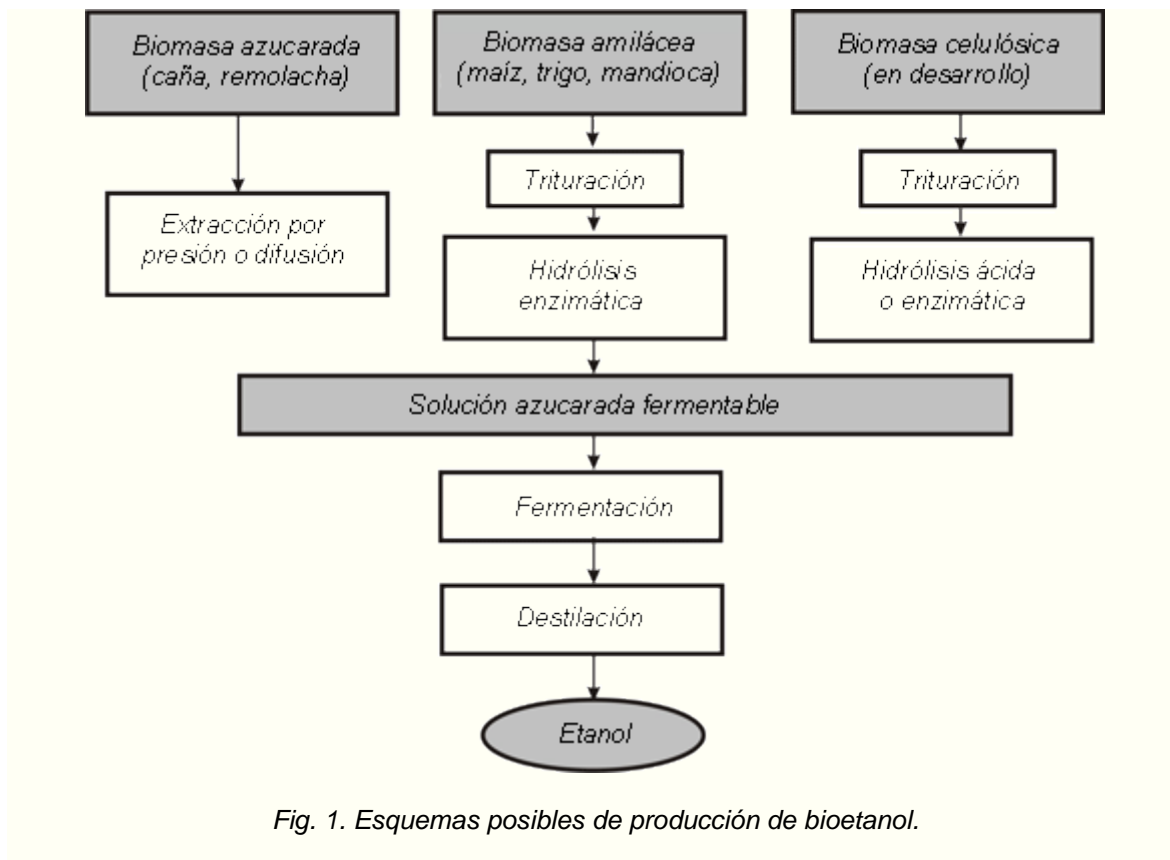 Biomasa azucarada
(caña, remolacha)
Biomasa amilácea
(maíz, trigo, mandioca)
Biomasa celulósica
(en desarrollo)
Extracción por
presión o difusión
Trituración
Hidrólisis
enzimática
Trituración
Hidrólisis ácida
o enzimática
Solución azucarada fermentable
Fermentación
Destilación
Etanol
Fig. 1. Esquemas posibles de producción de bioetanol.